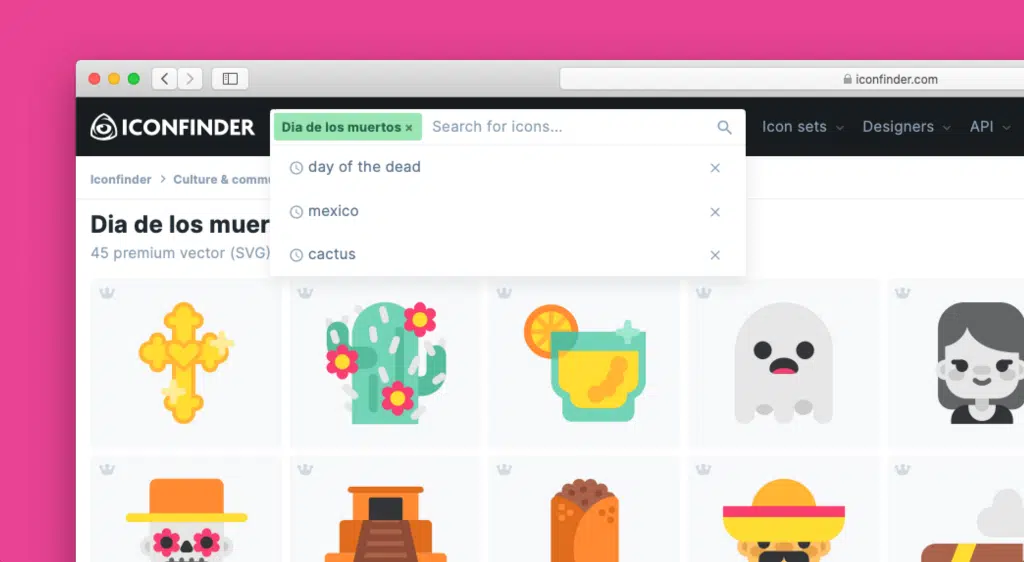 iconfinder.com
ICONFINDER
Dia de los muertos ×
Search for icons...
Icon sets
Designers
API
day of the dead
mexico
cactus
Iconfinder > Culture & commu
Dia de los muer
45 premium vector (SVG)